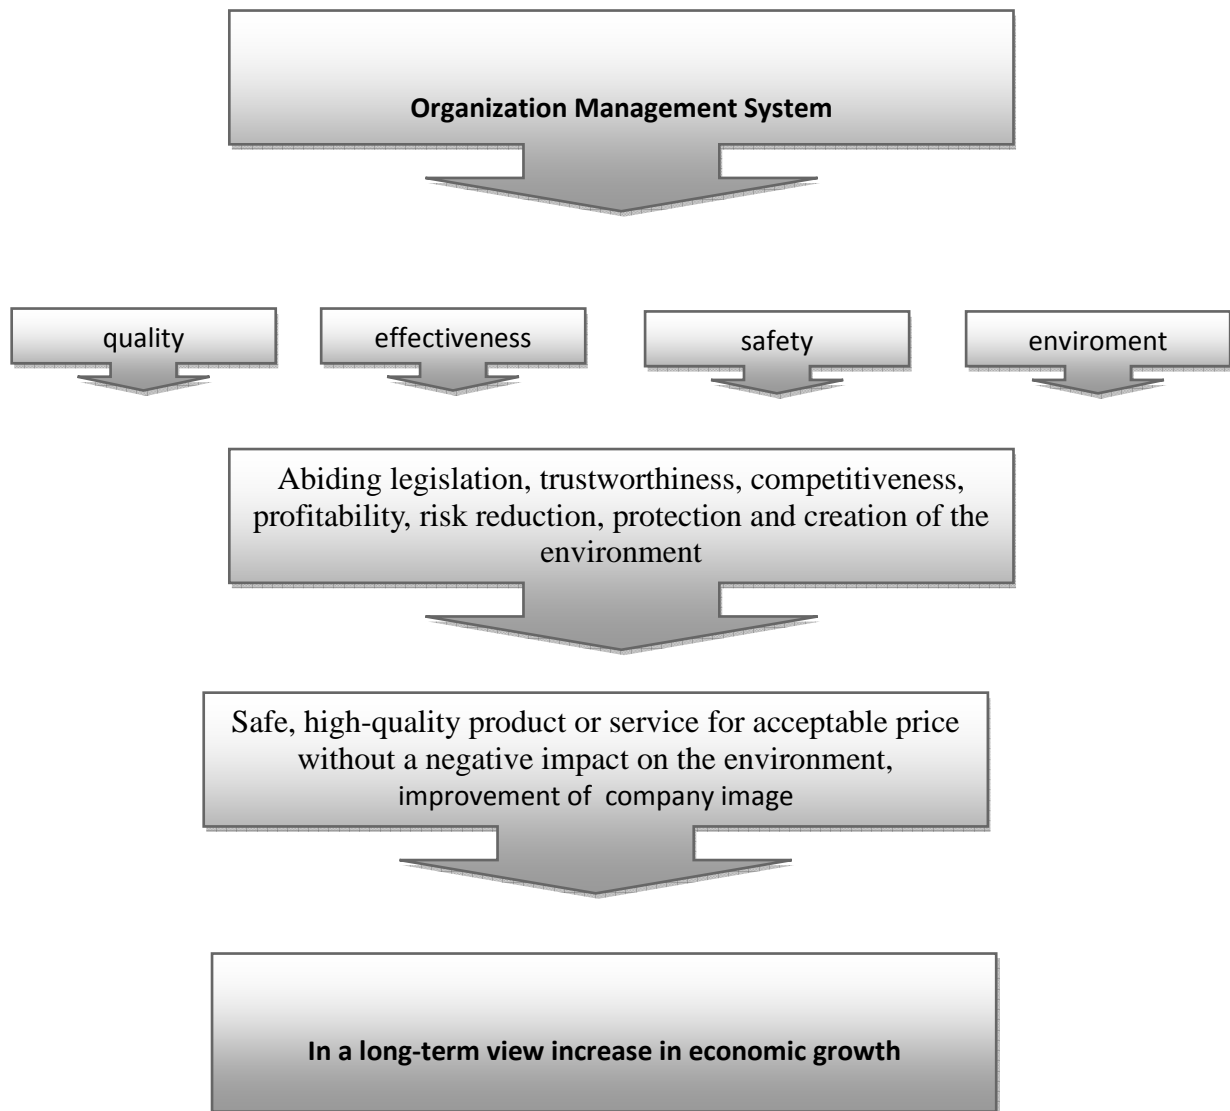 Organization Management System
quality
effectiveness
safety
enviroment
Abiding legislation, trustworthiness, competitiveness,
profitability, risk reduction, protection and creation of the
environment
Safe, high-quality product or service for acceptable price
without a negative impact on the environment,
improvement of company image
In a long-term view increase in economic growth